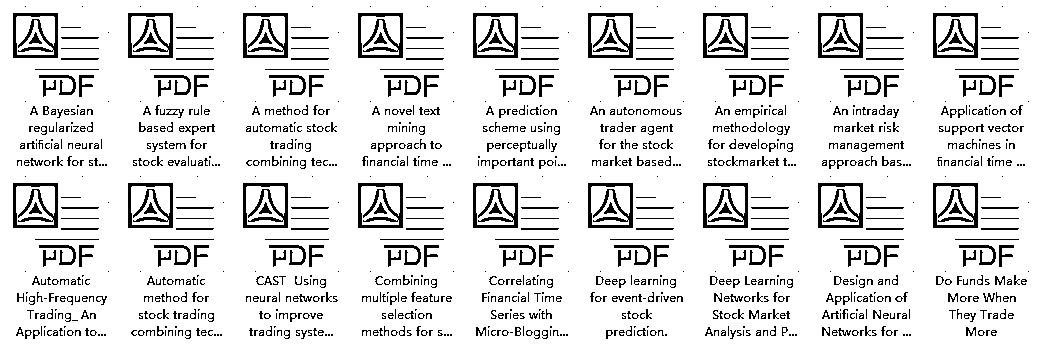 PDF PDF PDF PDF PDF PDF PDF PDF PDF
A Bayesian
regularized
artificial neural
network for st...
A fuzzy rule
based expert
system for
stock evaluati...
A method for
automatic stock
trading
combining tec...
A novel text
mining
approach to
financial time ...
A prediction
scheme using
perceptually
important poi...
An autonomous
trader agent
for the stock
market based...
An empirical
methodology
for developing
stockmarket t...
An intraday
market risk
management
approach bas...
Application of
support vector
machines in
financial time ...
PDF PDF PDF PDF PDF PDF PDF PDF PDF
Automatic
High-Frequency
Trading_ An
Application to...
Automatic
method for
stock trading
combining tec...
CAST  Using
neural networks
to improve
trading syste...
Combining
multiple feature
selection
methods for s...
Correlating
Financial Time
Series with
Micro-Bloggin...
Deep learning
for event-driven
stock
prediction.
Deep Learning
Networks for
Stock Market
Analysis and P...
Design and
Application of
Artificial Neural
Networks for ...
Do Funds Make
More When
They Trade
More